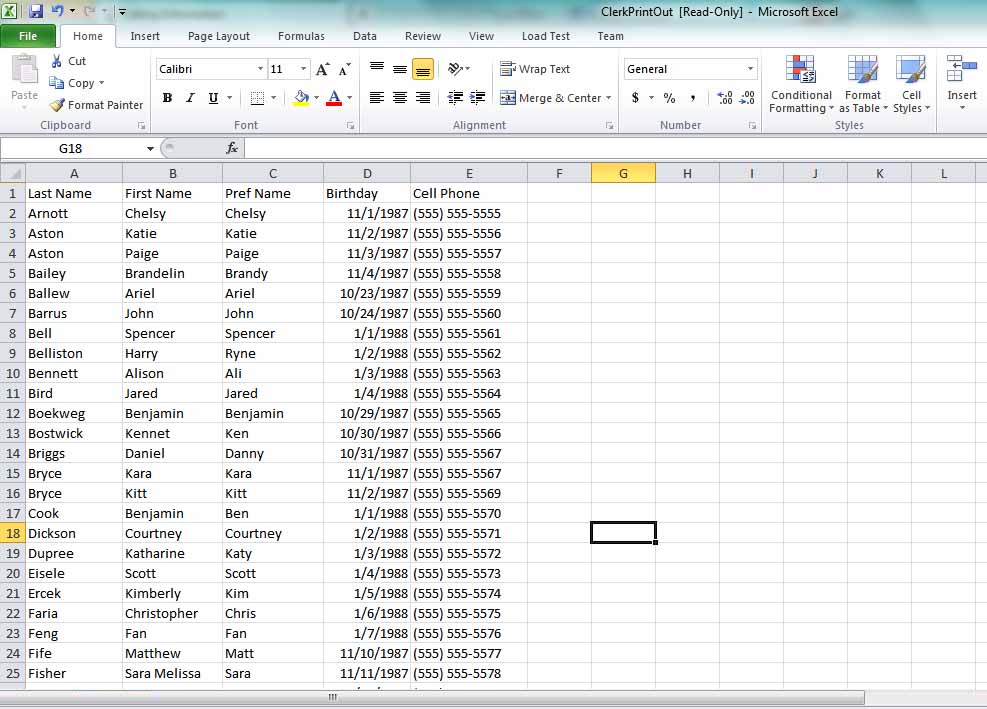 ClerkPrintOut [Read-Only] - Microsoft Excel
File Home Insert Page Layout Formulas Data Review View Load Test Team
Paste
Cut
Copy
Format Painter
Clipboard
Calibri 11 A A
B I U A
Font
Wrap Text
Merge & Center
Alignment
General
$ % , .00 .00
Number
Conditional Formatting
Format as Table
Cell Styles
Styles
Insert
G18 fx
A B C D E F G H I J K L
1 Last Name First Name Pref Name Birthday Cell Phone
2 Arnott Chelsy Chelsy 11/1/1987 (555) 555-5555
3 Aston Katie Katie 11/2/1987 (555) 555-5556
4 Aston Paige Paige 11/3/1987 (555) 555-5557
5 Bailey Brandelin Brandy 11/4/1987 (555) 555-5558
6 Ballew Ariel Ariel 10/23/1987 (555) 555-5559
7 Barrus John John 10/24/1987 (555) 555-5560
8 Bell Spencer Spencer 1/1/1988 (555) 555-5561
9 Belliston Harry Ryne 1/2/1988 (555) 555-5562
10 Bennett Alison Ali 1/3/1988 (555) 555-5563
11 Bird Jared Jared 1/4/1988 (555) 555-5564
12 Boekweg Benjamin Benjamin 10/29/1987 (555) 555-5565
13 Bostwick Kennet Ken 10/30/1987 (555) 555-5566
14 Briggs Daniel Danny 10/31/1987 (555) 555-5567
15 Bryce Kara Kara 11/1/1987 (555) 555-5567
16 Bryce Kitt Kitt 11/2/1987 (555) 555-5569
17 Cook Benjamin Ben 1/1/1988 (555) 555-5570
18 Dickson Courtney Courtney 1/2/1988 (555) 555-5571
19 Dupree Katharine Katy 1/3/1988 (555) 555-5572
20 Eisele Scott Scott 1/4/1988 (555) 555-5573
21 Ercek Kimberly Kim 1/5/1988 (555) 555-5574
22 Faria Christopher Chris 1/6/1988 (555) 555-5575
23 Feng Fan Fan 1/7/1988 (555) 555-5576
24 Fife Matthew Matt 11/10/1987 (555) 555-5577
25 Fisher Sara Melissa Sara 11/11/1987 (555) 555-5578